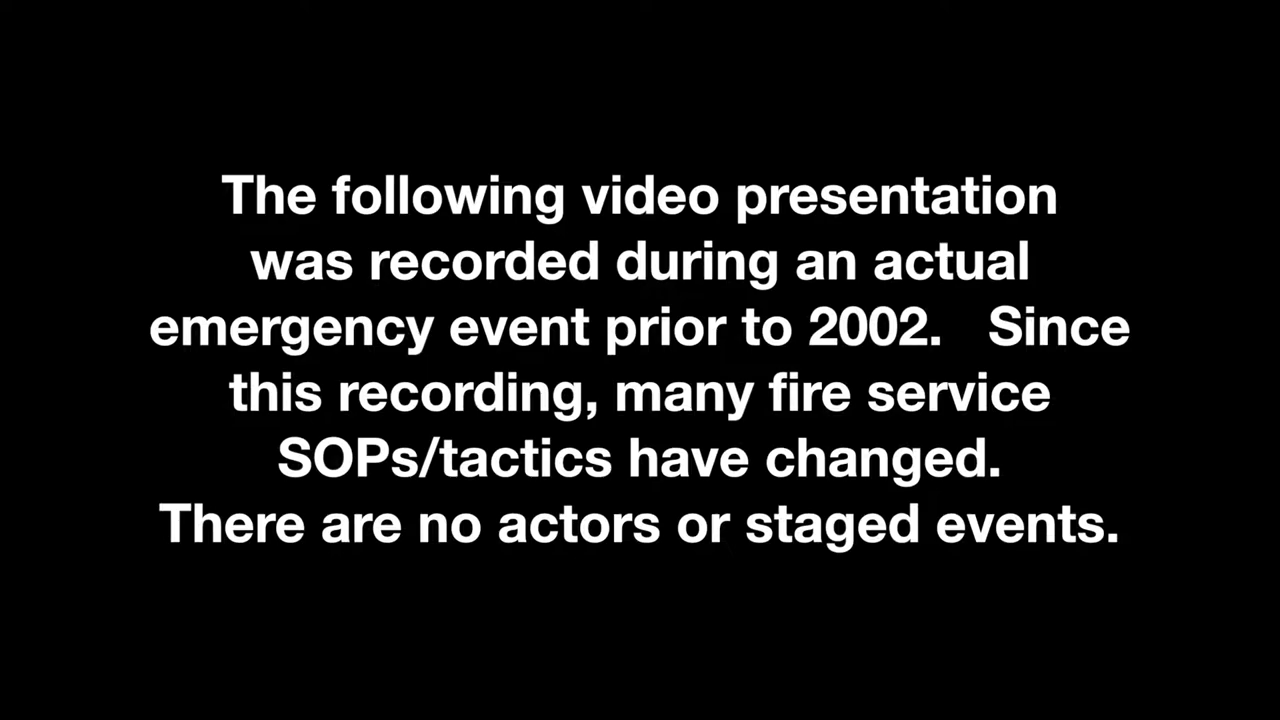 The following video presentation
was recorded during an actual
emergency event prior to 2002.   Since
this recording, many fire service
SOPs/tactics have changed.
There are no actors or staged events.